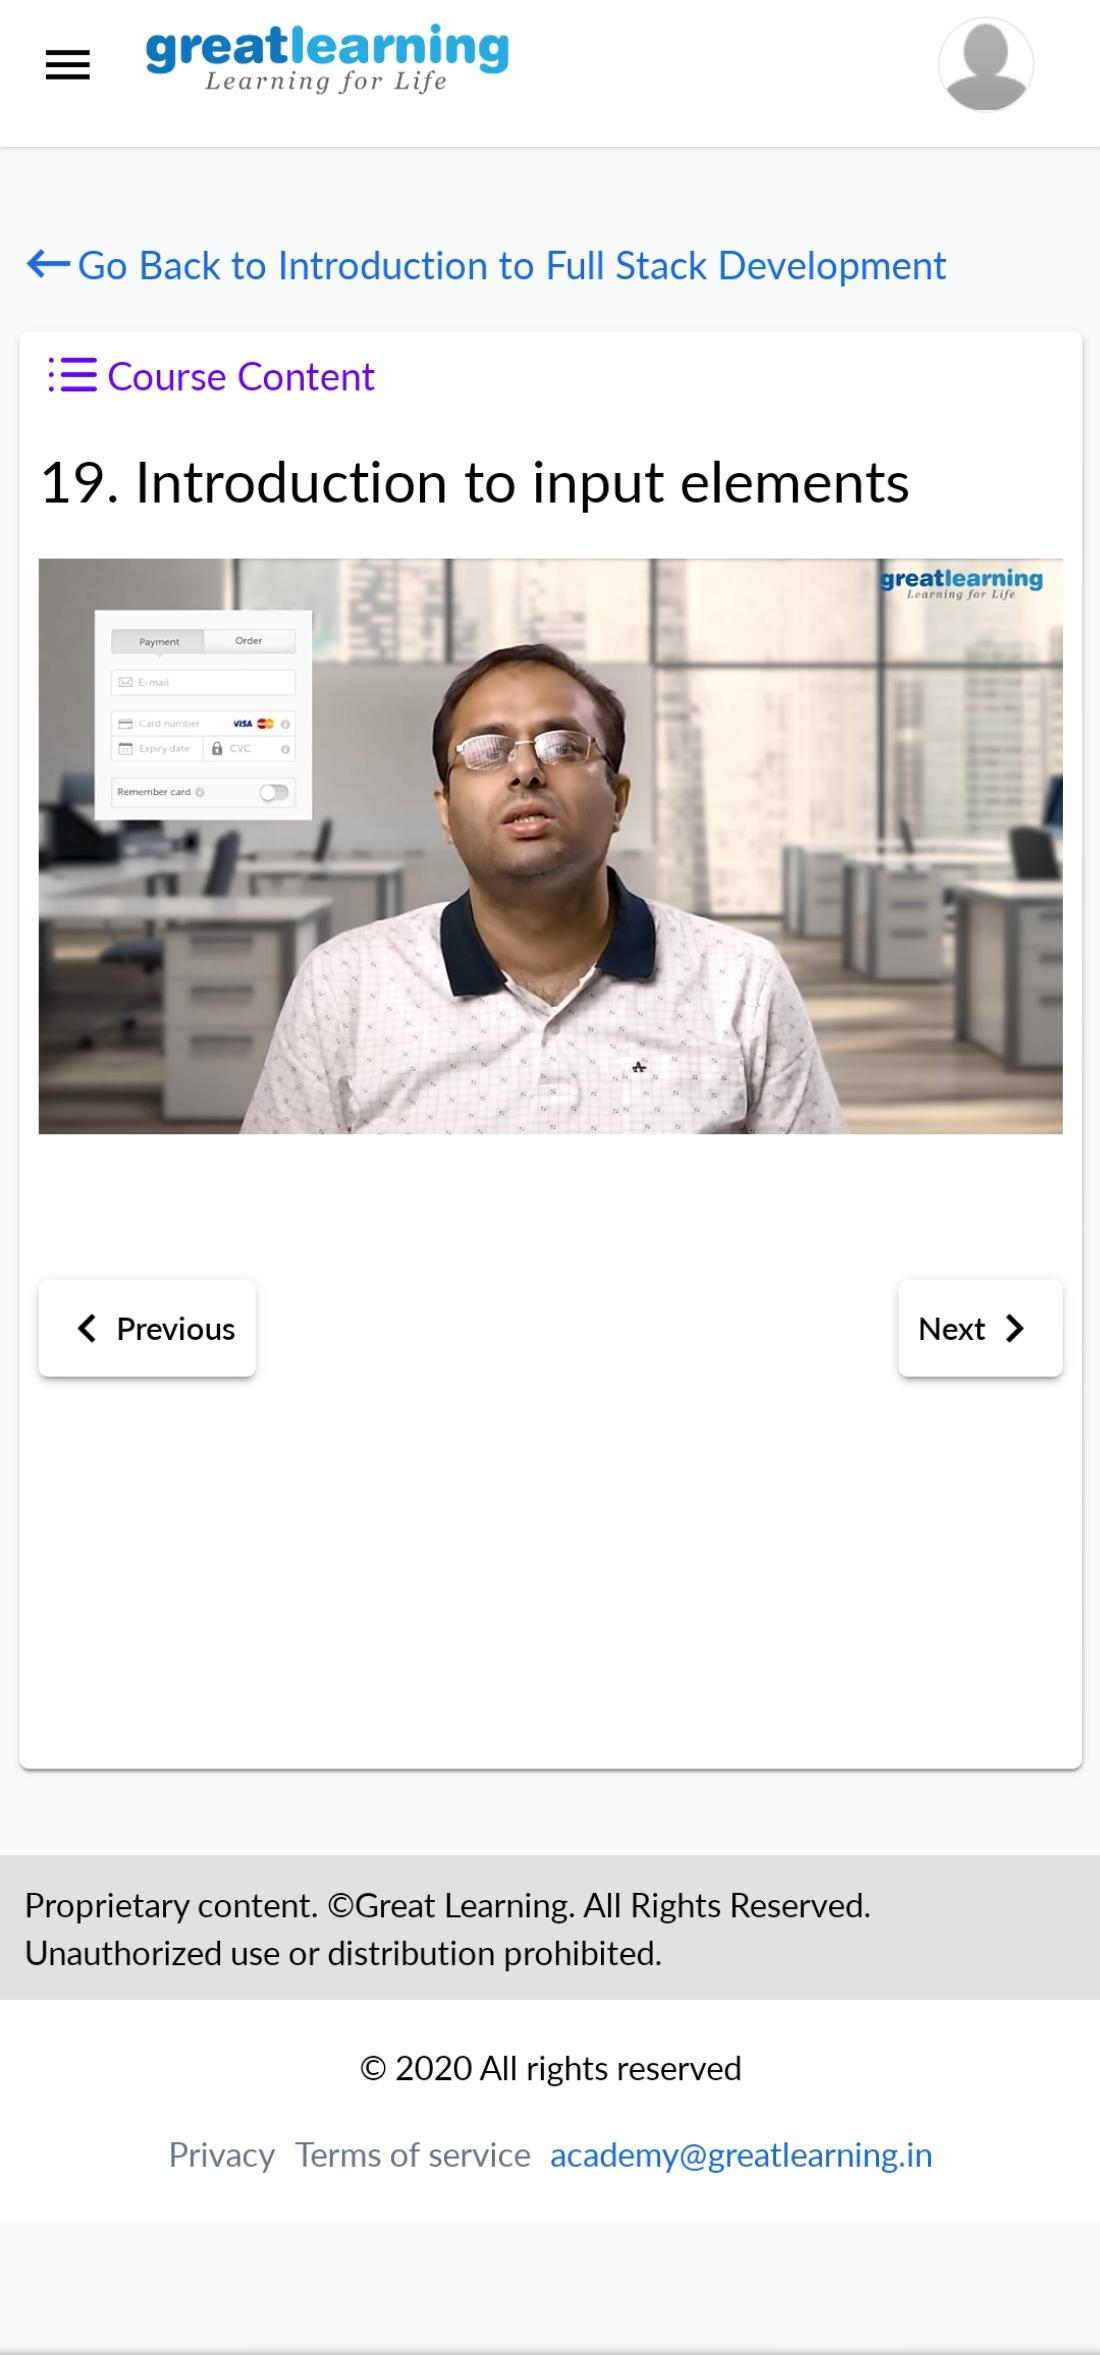 greatlearning
Learning for Life
Go Back to Introduction to Full Stack Development
Course Content
19. Introduction to input elements
greatlearning
Learning for Life
Payment Order
E-mail
Card number VISA
Expiry date CVC
Remember card
Previous Next
Proprietary content. ©Great Learning. All Rights Reserved.
Unauthorized use or distribution prohibited.
© 2020 All rights reserved
Privacy Terms of service academy@greatlearning.in